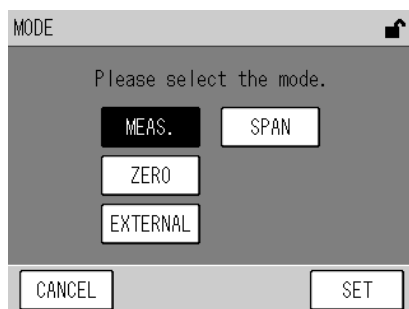 MODE
Please select the mode.
MEAS. SPAN
ZERO
EXTERNAL
CANCEL SET